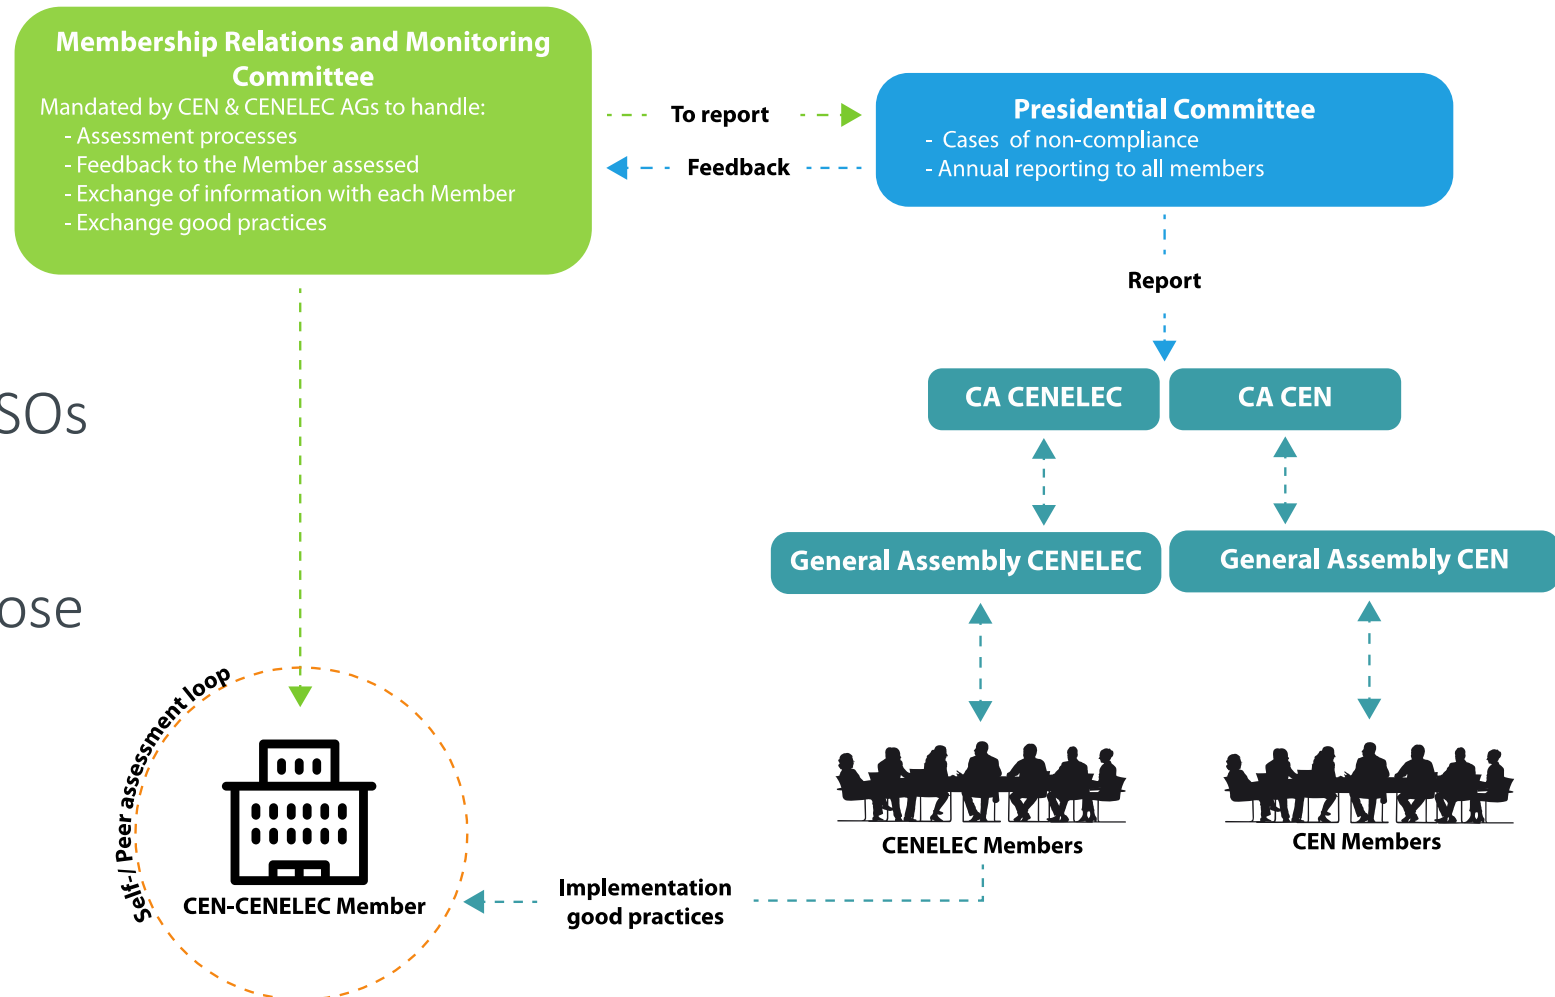 Membership Relations and Monitoring
Committee
Mandated by CEN & CENELEC AGs to handle:
- Assessment processes
- Feedback to the Member assessed
- Exchange of information with each Member
- Exchange good practices
To report
Feedback
Presidential Committee
- Cases of non-compliance
- Annual reporting to all members
Report
CA CENELEC
CA CEN
SOs
General Assembly CENELEC
General Assembly CEN
ose
Self-/ Peer assessment loop
CEN-CENELEC Member
CENELEC Members
CEN Members
Implementation
good practices